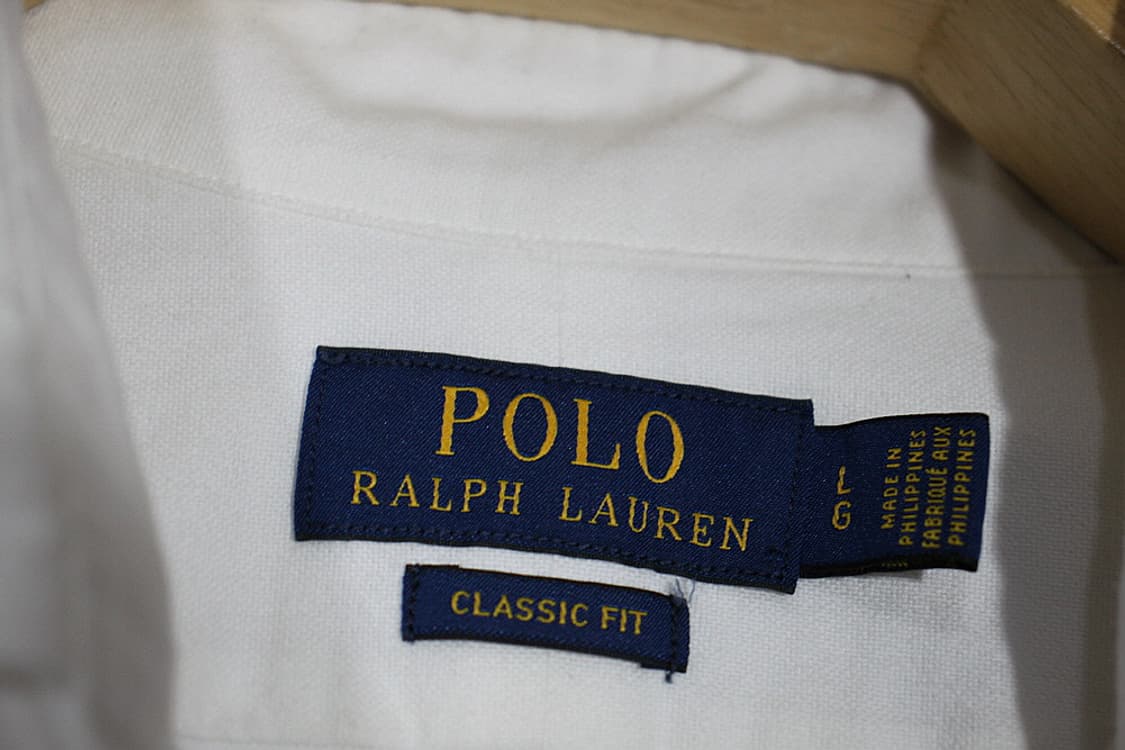 POLO
RALPH LAUREN
L
G
MADE IN
PHILIPPINES
FABRIQUÉ AUX
PHILIPPINES
CLASSIC FIT